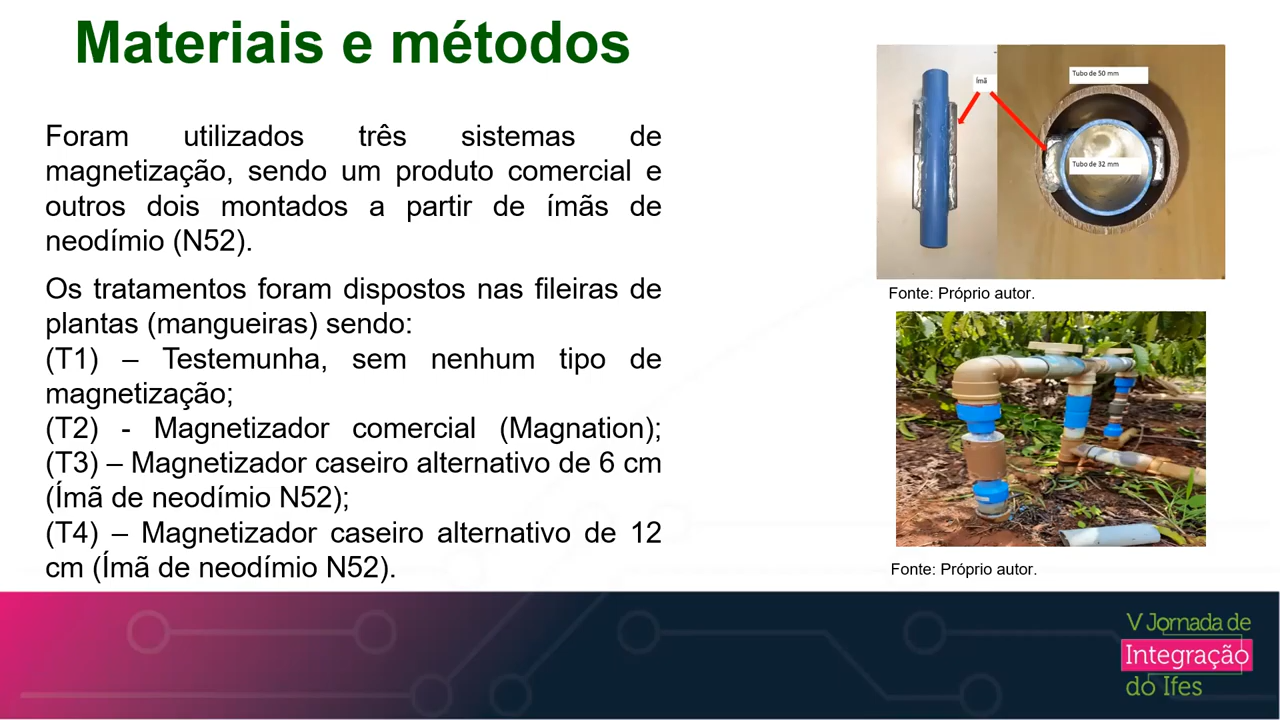 Materiais e métodos
Foram utilizados três sistemas de
magnetização, sendo um produto comercial e
outros dois montados a partir de ímãs de
neodímio (N52).
Os tratamentos foram dispostos nas fileiras de
plantas (mangueiras) sendo:
(T1) – Testemunha, sem nenhum tipo de
magnetização;
(T2) - Magnetizador comercial (Magnation);
(T3) – Magnetizador caseiro alternativo de 6 cm
(Ímã de neodímio N52);
(T4) – Magnetizador caseiro alternativo de 12
cm (Ímã de neodímio N52).
Ímã
Tubo de 50 mm
Tubo de 32 mm
Fonte: Próprio autor.
Fonte: Próprio autor.
V Jornada de
Integração
do Ifes